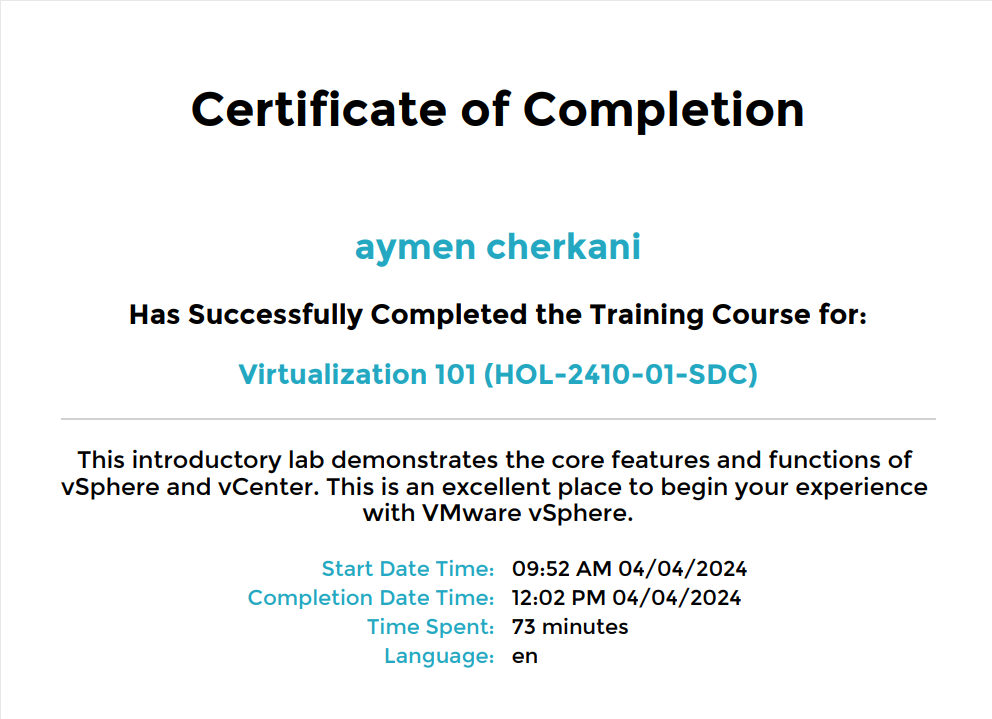 Certificate of Completion
aymen cherkani
Has Successfully Completed the Training Course for:
Virtualization 101 (HOL-2410-01-SDC)
This introductory lab demonstrates the core features and functions of
vSphere and vCenter. This is an excellent place to begin your experience
with VMware vSphere.
Start Date Time: 09:52 AM 04/04/2024
Completion Date Time: 12:02 PM 04/04/2024
Time Spent: 73 minutes
Language: en